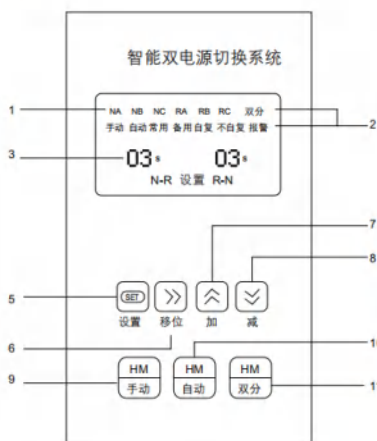 智能双电源切换系统
1 NA NB NC RA RB RC 双分
手动 自动 常用 备用 自复 不自复 报警 2
3 03s 03s
N-R 设置 R-N
7
8
5 SET
设置 移位 加 减
6
10
9 HM HM HM
手动 自动 双分